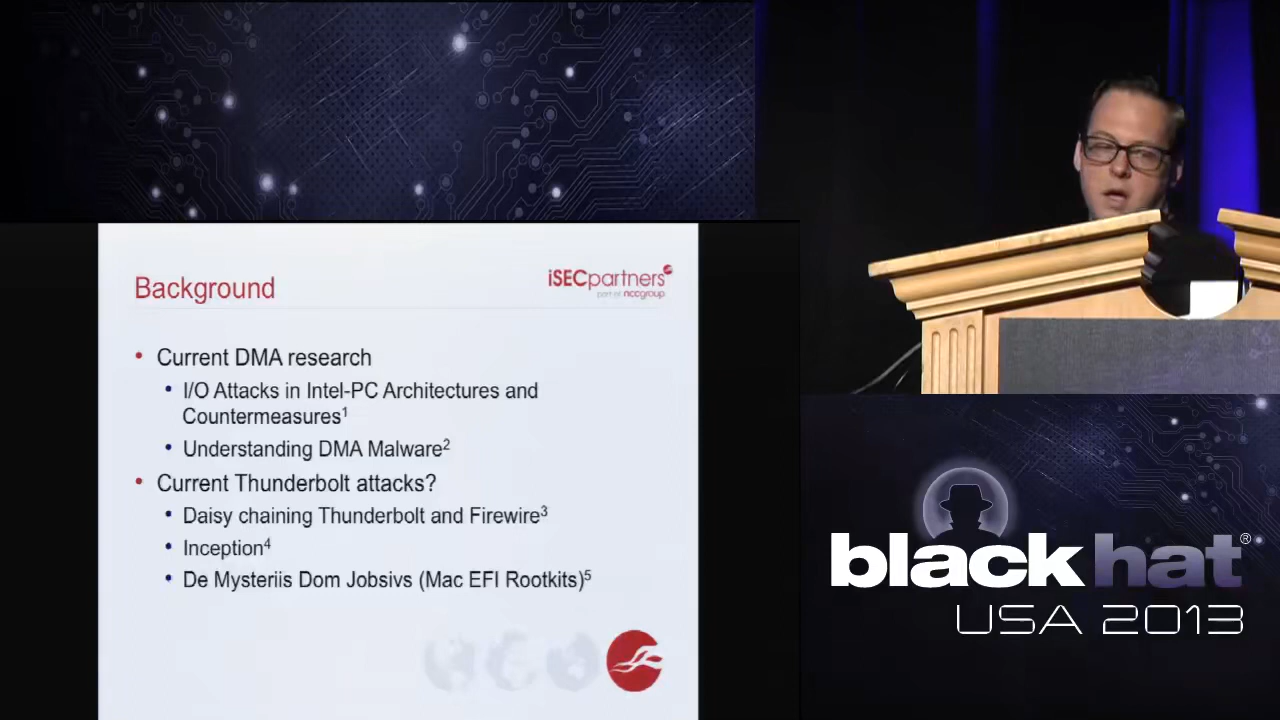 Background
iSECpartners
part of nccgroup
• Current DMA research
• I/O Attacks in Intel-PC Architectures and
Countermeasures¹
• Understanding DMA Malware²
• Current Thunderbolt attacks?
• Daisy chaining Thunderbolt and Firewire³
• Inception⁴
• De Mysteriis Dom Jobsivs (Mac EFI Rootkits)⁵
black hat®
USA 2013